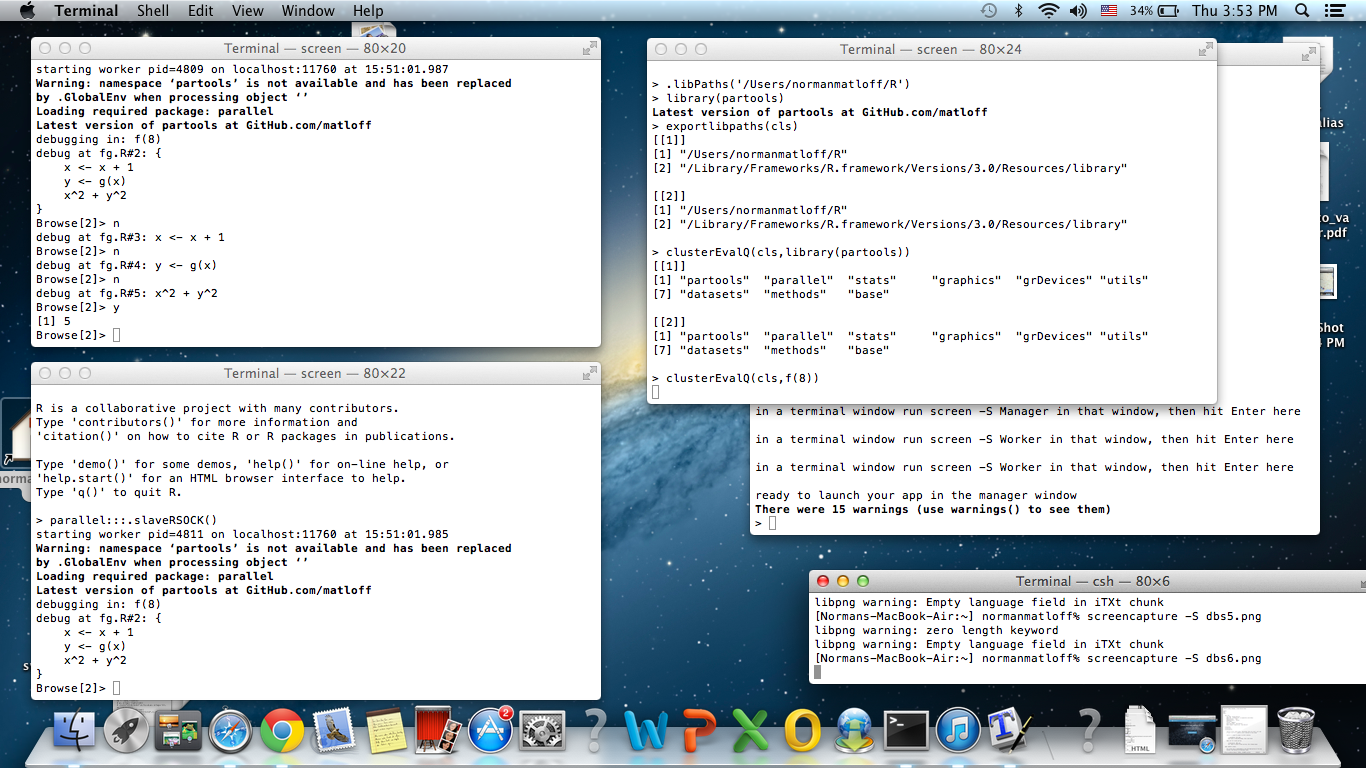 Terminal Shell Edit View Window Help
34% Thu 3:53 PM
Terminal — screen — 80×20
starting worker pid=4809 on localhost:11760 at 15:51:01.987
Warning: namespace ‘partools’ is not available and has been replaced
by .GlobalEnv when processing object ‘’
Loading required package: parallel
Latest version of partools at GitHub.com/matloff
debugging in: f(8)
debug at fg.R#2: {
    x <- x + 1
    y <- g(x)
    x^2 + y^2
}
Browse[2]> n
debug at fg.R#3: x <- x + 1
Browse[2]> n
debug at fg.R#4: y <- g(x)
Browse[2]> n
debug at fg.R#5: x^2 + y^2
Browse[2]> y
[1] 5
Browse[2]>
Terminal — screen — 80×22
R is a collaborative project with many contributors.
Type 'contributors()' for more information and
'citation()' on how to cite R or R packages in publications.
Type 'demo()' for some demos, 'help()' for on-line help, or
'help.start()' for an HTML browser interface to help.
Type 'q()' to quit R.
> parallel:::.slaveRSOCK()
starting worker pid=4811 on localhost:11760 at 15:51:01.985
Warning: namespace ‘partools’ is not available and has been replaced
by .GlobalEnv when processing object ‘’
Loading required package: parallel
Latest version of partools at GitHub.com/matloff
debugging in: f(8)
debug at fg.R#2: {
    x <- x + 1
    y <- g(x)
    x^2 + y^2
}
Browse[2]>
Terminal — screen — 80×24
> .libPaths('/Users/normanmatloff/R')
> library(partools)
Latest version of partools at GitHub.com/matloff
> exportlibpaths(cls)
[[1]]
[1] "/Users/normanmatloff/R"
[2] "/Library/Frameworks/R.framework/Versions/3.0/Resources/library"
[[2]]
[1] "/Users/normanmatloff/R"
[2] "/Library/Frameworks/R.framework/Versions/3.0/Resources/library"
> clusterEvalQ(cls,library(partools))
[[1]]
[1] "partools"  "parallel"  "stats"     "graphics"  "grDevices" "utils"
[7] "datasets"  "methods"   "base"
[[2]]
[1] "partools"  "parallel"  "stats"     "graphics"  "grDevices" "utils"
[7] "datasets"  "methods"   "base"
> clusterEvalQ(cls,f(8))
in a terminal window run screen -S Manager in that window, then hit Enter here
in a terminal window run screen -S Worker in that window, then hit Enter here
in a terminal window run screen -S Worker in that window, then hit Enter here
ready to launch your app in the manager window
There were 15 warnings (use warnings() to see them)
>
Terminal — csh — 80×6
libpng warning: Empty language field in iTXt chunk
[Normans-MacBook-Air:~] normanmatloff% screencapture -S dbs5.png
libpng warning: zero length keyword
libpng warning: Empty language field in iTXt chunk
[Normans-MacBook-Air:~] normanmatloff% screencapture -S dbs6.png
2
HTML